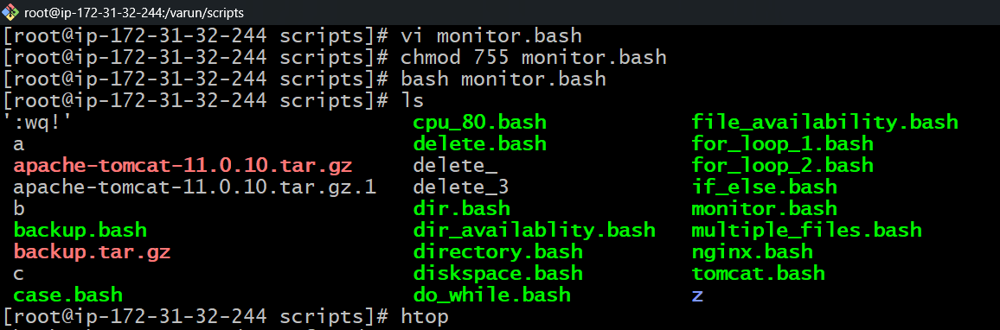 root@ip-172-31-32-244:/varun/scripts
[root@ip-172-31-32-244 scripts]# vi monitor.bash
[root@ip-172-31-32-244 scripts]# chmod 755 monitor.bash
[root@ip-172-31-32-244 scripts]# bash monitor.bash
[root@ip-172-31-32-244 scripts]# ls
':wq!' cpu_80.bash file_availability.bash
a delete.bash for_loop_1.bash
apache-tomcat-11.0.10.tar.gz delete_ for_loop_2.bash
apache-tomcat-11.0.10.tar.gz.1 delete_3 if_else.bash
b dir.bash monitor.bash
backup.bash dir_availablity.bash multiple_files.bash
backup.tar.gz directory.bash nginx.bash
c diskspace.bash tomcat.bash
case.bash do_while.bash z
[root@ip-172-31-32-244 scripts]# htop